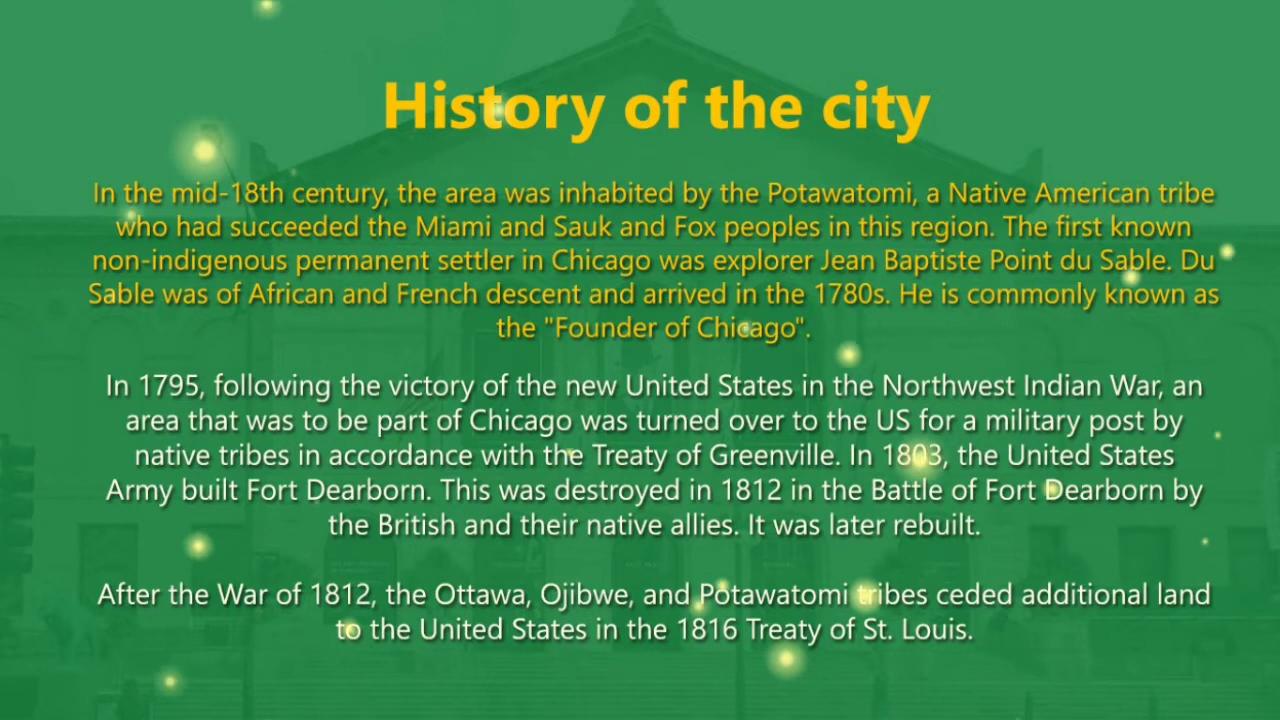 History of the city
In the mid-18th century, the area was inhabited by the Potawatomi, a Native American tribe
who had succeeded the Miami and Sauk and Fox peoples in this region. The first known
non-indigenous permanent settler in Chicago was explorer Jean Baptiste Point du Sable. Du
Sable was of African and French descent and arrived in the 1780s. He is commonly known as
the "Founder of Chicago".
In 1795, following the victory of the new United States in the Northwest Indian War, an
area that was to be part of Chicago was turned over to the US for a military post by
native tribes in accordance with the Treaty of Greenville. In 1803, the United States
Army built Fort Dearborn. This was destroyed in 1812 in the Battle of Fort Dearborn by
the British and their native allies. It was later rebuilt.
After the War of 1812, the Ottawa, Ojibwe, and Potawatomi tribes ceded additional land
to the United States in the 1816 Treaty of St. Louis.